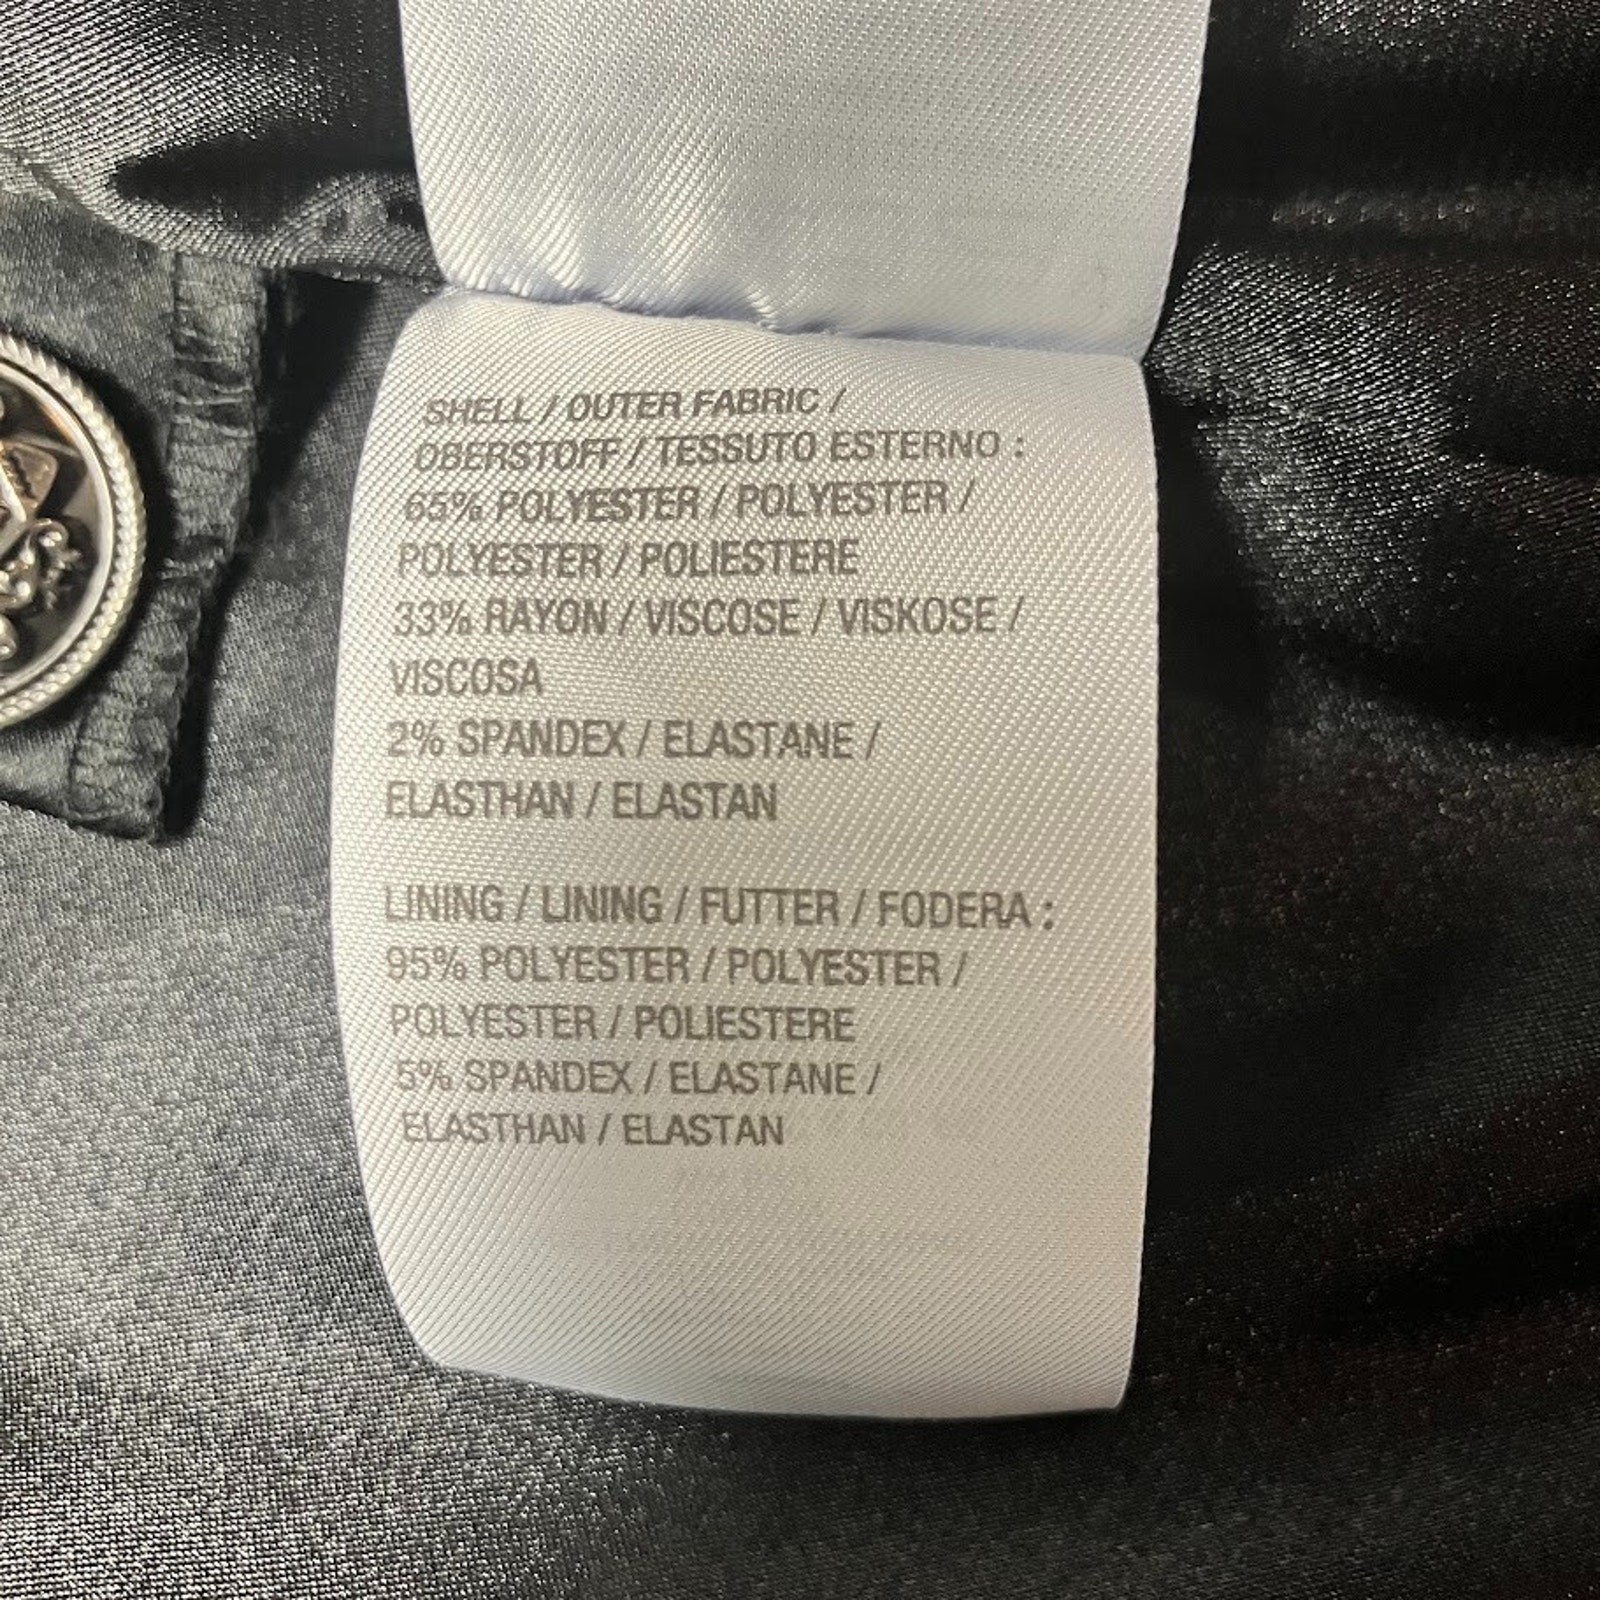 SHELL / OUTER FABRIC /
OBERSTOFF / TESSUTO ESTERNO :
65% POLYESTER / POLYESTER /
POLYESTER / POLIESTERE
33% RAYON / VISCOSE / VISKOSE /
VISCOSA
2% SPANDEX / ELASTANE /
ELASTHAN / ELASTAN
LINING / LINING / FUTTER / FODERA :
95% POLYESTER / POLYESTER /
POLYESTER / POLIESTERE
5% SPANDEX / ELASTANE /
ELASTHAN / ELASTAN